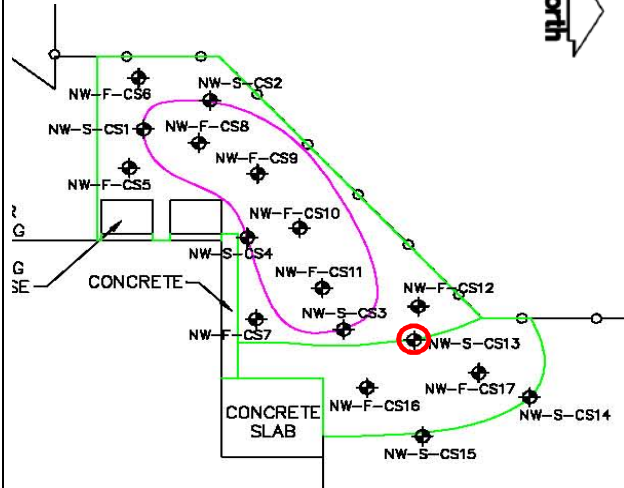 orth
NW-S-CS2
NW-F-CS6
NW-S-CS1
NW-F-CS8
NW-F-CS9
NW-F-CS5
R
G
NW-F-CS10
NW-S-CS4
G
SE
CONCRETE
NW-F-CS11
NW-F-CS12
NW-S-CS3
NW-F-CS7
NW-S-CS13
NW-F-CS17
NW-F-CS16
NW-S-CS14
CONCRETE
SLAB
NW-S-CS15